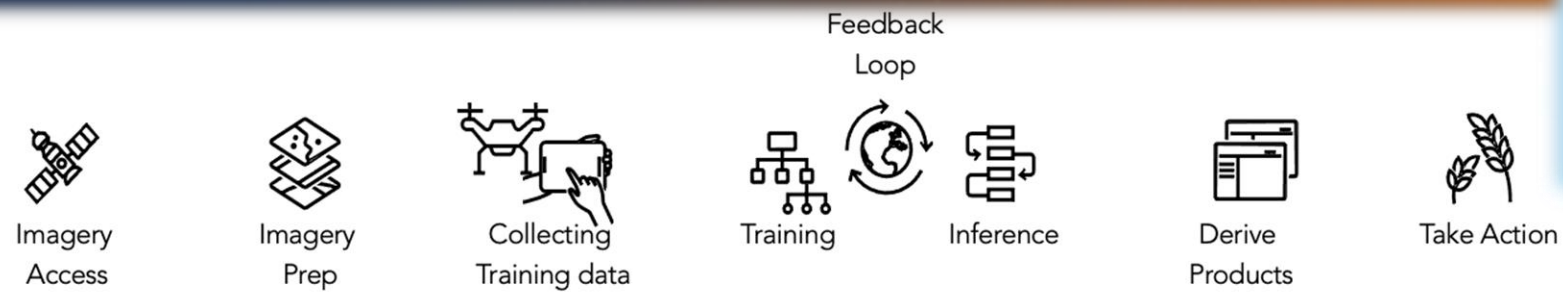 Feedback
Loop
Imagery
Access
Imagery
Prep
Collecting
Training data
Training
Inference
Derive
Products
Take Action